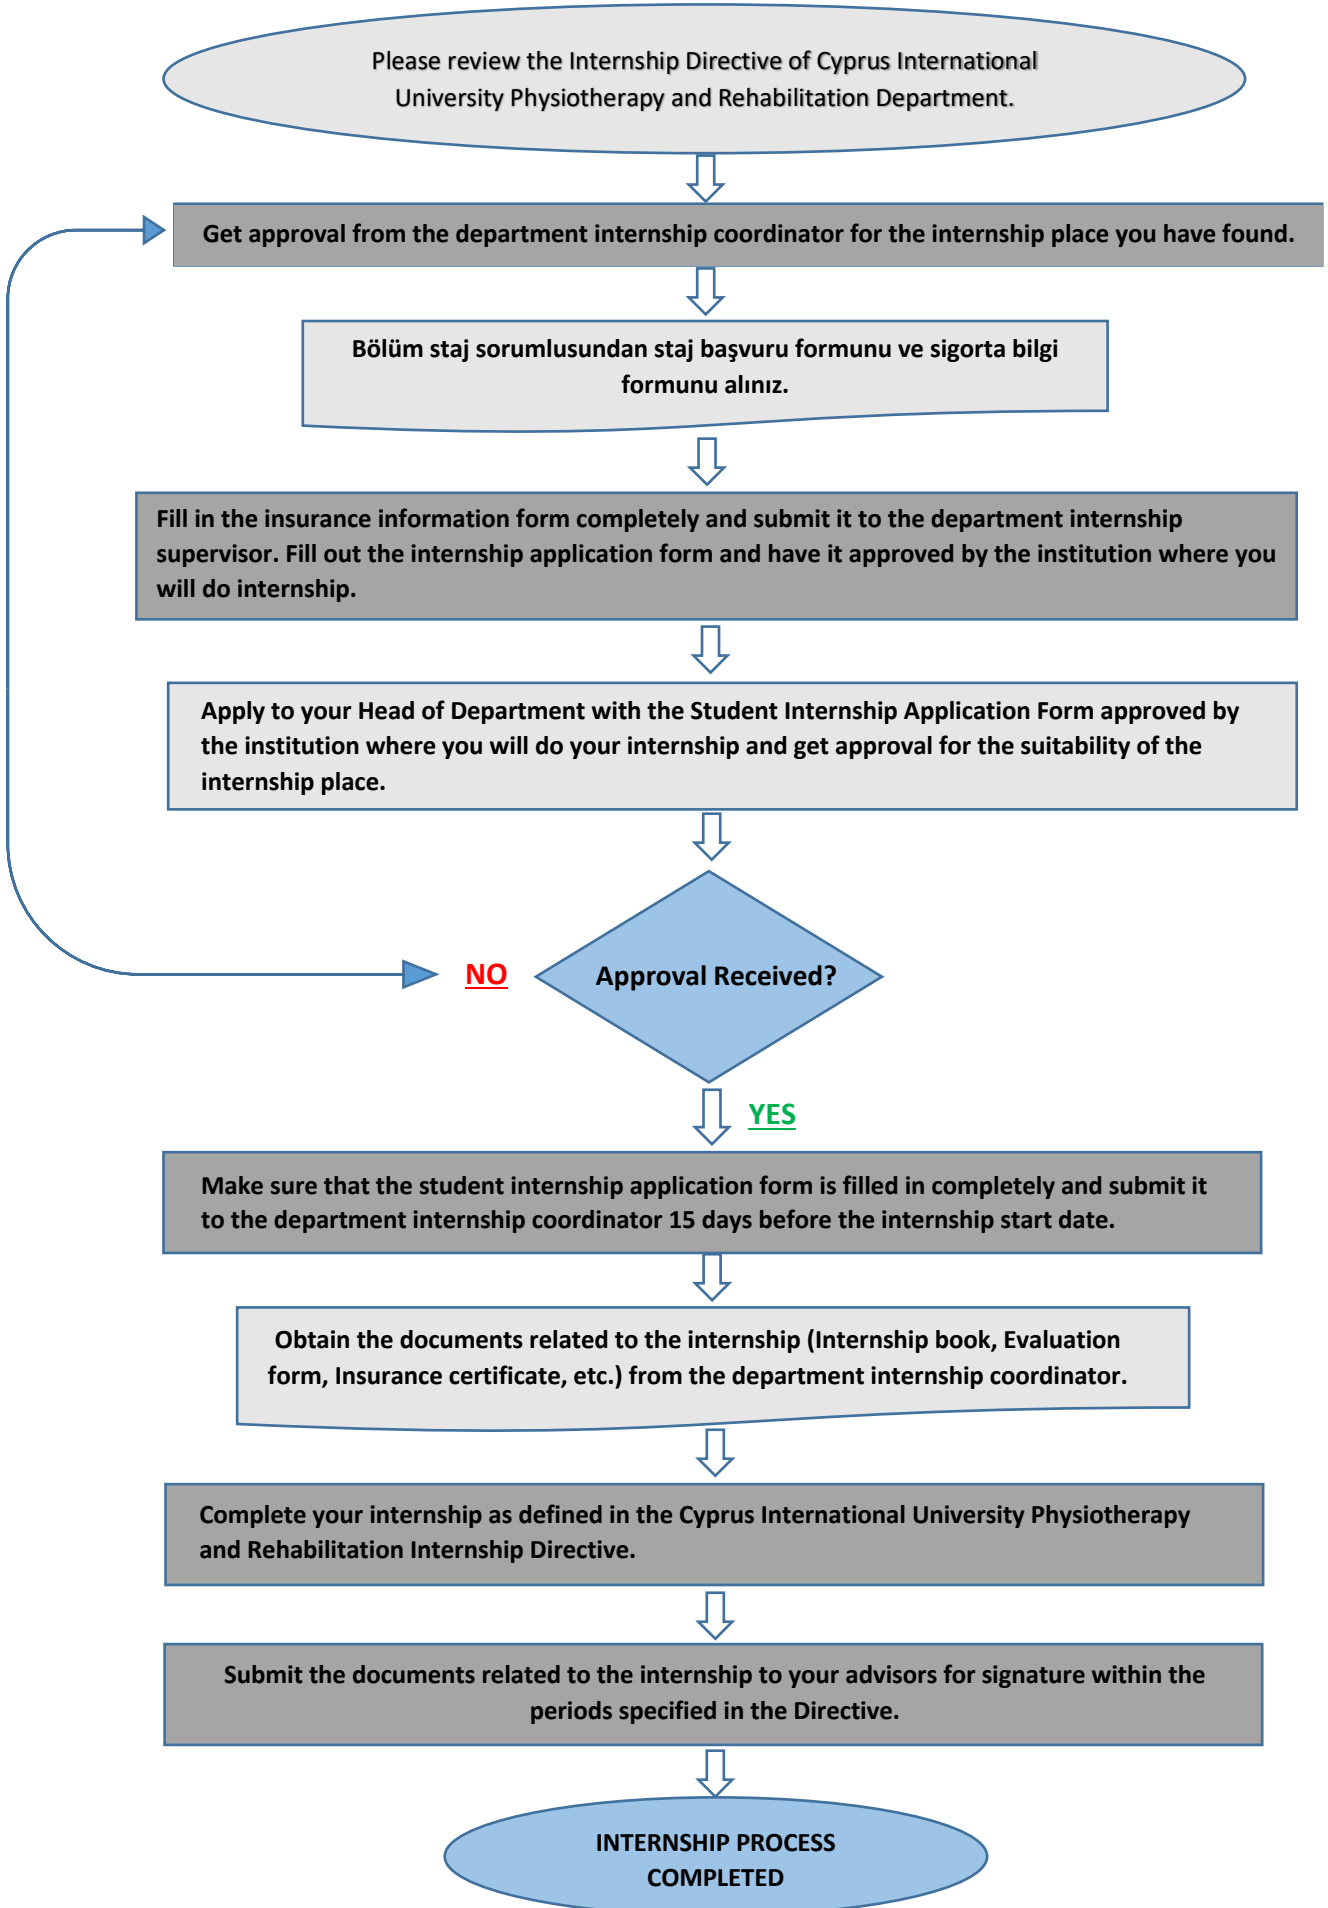 Please review the Internship Directive of Cyprus International
University Physiotherapy and Rehabilitation Department.
Get approval from the department internship coordinator for the internship place you have found.
Bölüm staj sorumlusundan staj başvuru formunu ve sigorta bilgi
formunu alınız.
Fill in the insurance information form completely and submit it to the department internship
supervisor. Fill out the internship application form and have it approved by the institution where you
will do internship.
Apply to your Head of Department with the Student Internship Application Form approved by
the institution where you will do your internship and get approval for the suitability of the
internship place.
NO
Approval Received?
YES
Make sure that the student internship application form is filled in completely and submit it
to the department internship coordinator 15 days before the internship start date.
Obtain the documents related to the internship (Internship book, Evaluation
form, Insurance certificate, etc.) from the department internship coordinator.
Complete your internship as defined in the Cyprus International University Physiotherapy
and Rehabilitation Internship Directive.
Submit the documents related to the internship to your advisors for signature within the
periods specified in the Directive.
INTERNSHIP PROCESS
COMPLETED